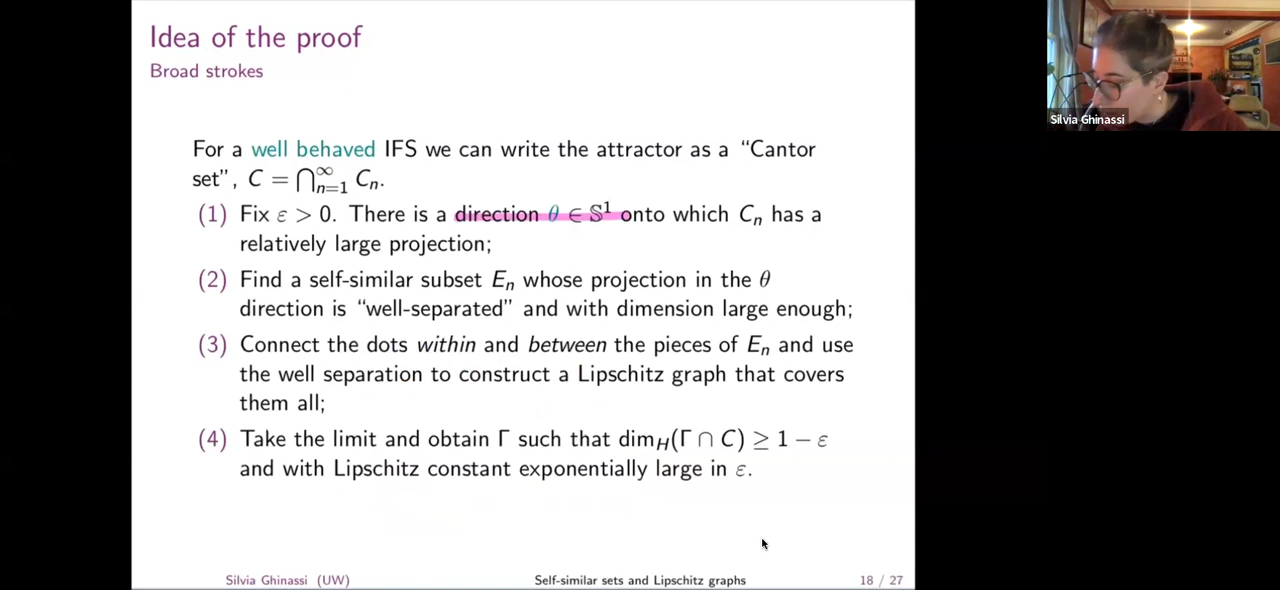 Idea of the proof
Broad strokes
For a well behaved IFS we can write the attractor as a “Cantor
set”, C = ⋂_{n=1}^{∞} C_n.
(1) Fix ε > 0. There is a direction θ ∈ 𝕊¹ onto which C_n has a
relatively large projection;
(2) Find a self-similar subset E_n whose projection in the θ
direction is “well-separated” and with dimension large enough;
(3) Connect the dots within and between the pieces of E_n and use
the well separation to construct a Lipschitz graph that covers
them all;
(4) Take the limit and obtain Γ such that dim_H(Γ ∩ C) ≥ 1 − ε
and with Lipschitz constant exponentially large in ε.
Silvia Ghinassi (UW) Self-similar sets and Lipschitz graphs 18 / 27
Silvia Ghinassi